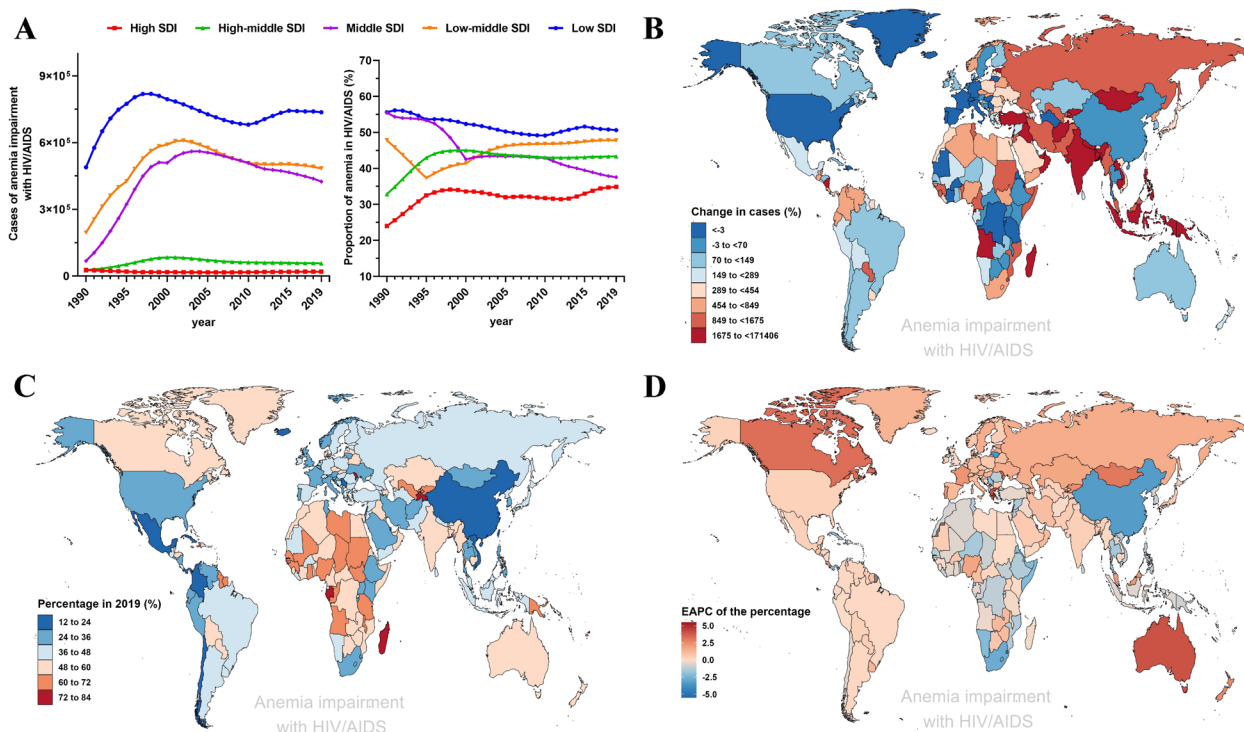 A
High SDI
High-middle SDI
Middle SDI
Low-middle SDI
Low SDI
Cases of anemia impairment
with HIV/AIDS
9×10⁵
6×10⁵
3×10⁵
0
1990
1995
2000
2005
2010
2015
2019
year
Proportion of anemia in HIV/AIDS (%)
70
60
50
40
30
20
10
1990
1995
2000
2005
2010
2015
2019
year
B
Change in cases (%)
<-3
-3 to <70
70 to <149
149 to <289
289 to <454
454 to <849
849 to <1675
1675 to <171406
Anemia impairment
with HIV/AIDS
C
Percentage in 2019 (%)
12 to 24
24 to 36
36 to 48
48 to 60
60 to 72
72 to 84
Anemia impairment
with HIV/AIDS
D
EAPC of the percentage
5.0
2.5
0.0
-2.5
-5.0
Anemia impairment
with HIV/AIDS